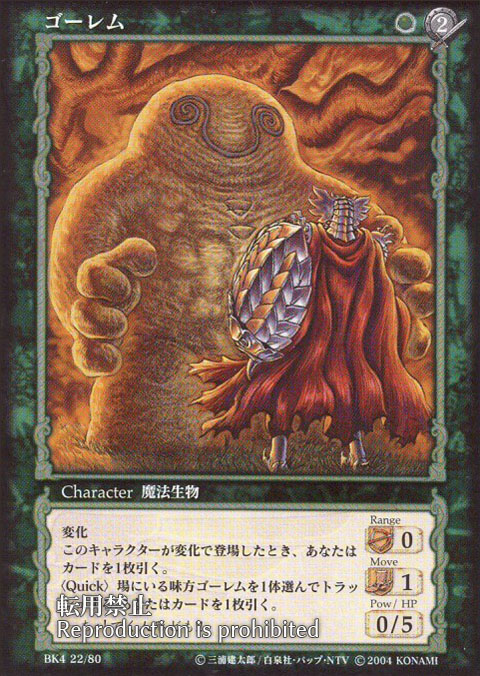 ゴーレム
2
Character 魔法生物
変化
このキャラクターが変化で登場したとき、あなたは
カードを1枚引く。
〈Quick〉場にいる味方ゴーレムを1体選んでトラッ
たはカードを1枚引く。
転用禁止
Reproduction is prohibited
Range
0
Move
1
Pow/ HP
0/5
BK4 22/80
©三浦建太郎/白泉社・バップ・NTV ©2004 KONAMI